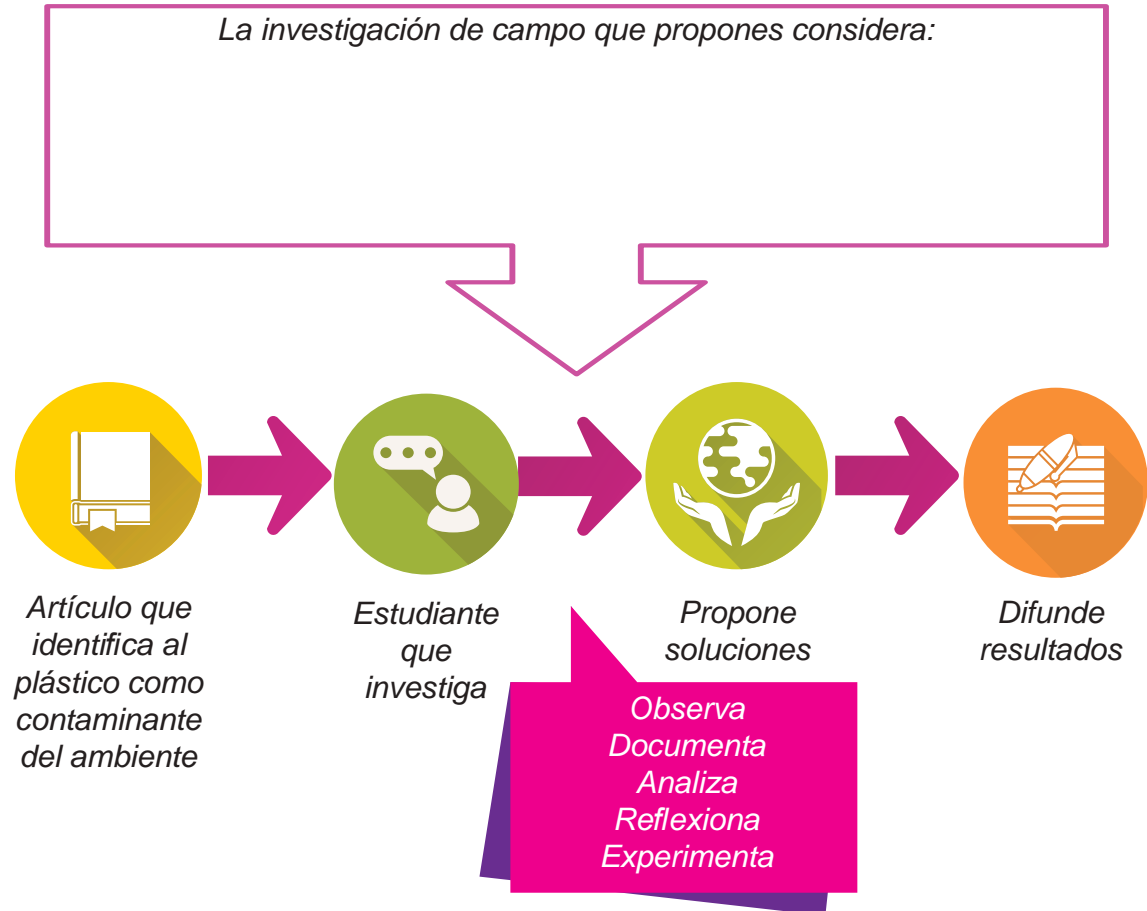 La investigación de campo que propones considera:
Artículo que
identifica al
plástico como
contaminante
del ambiente
Estudiante
que
investiga
Propone
soluciones
Difunde
resultados
Observa
Documenta
Analiza
Reflexiona
Experimenta